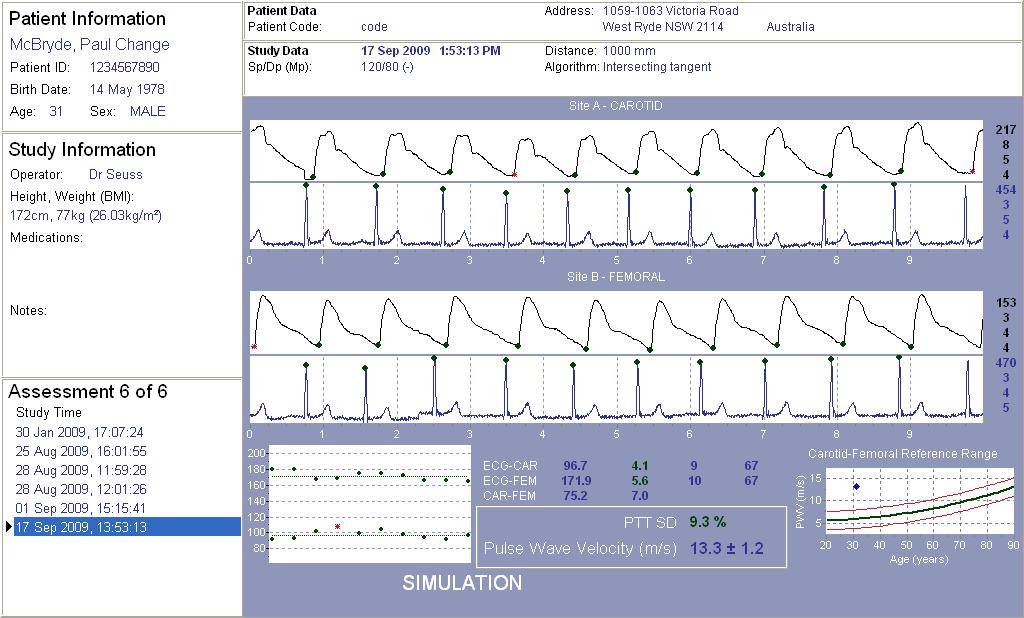 Patient Information
McBryde, Paul Change
Patient ID: 1234567890
Birth Date: 14 May 1978
Age: 31 Sex: MALE
Study Information
Operator: Dr Seuss
Height, Weight (BMI):
172cm, 77kg (26.03kg/m²)
Medications:
Notes:
Assessment 6 of 6
Study Time
30 Jan 2009, 17:07:24
25 Aug 2009, 16:01:55
28 Aug 2009, 11:59:28
28 Aug 2009, 12:01:26
01 Sep 2009, 15:15:41
17 Sep 2009, 13:53:13
Patient Data
Patient Code: code
Address: 1059-1063 Victoria Road
West Ryde NSW 2114 Australia
Study Data 17 Sep 2009 1:53:13 PM
Sp/Dp (Mp): 120/80 (-)
Distance: 1000 mm
Algorithm: Intersecting tangent
Site A - CAROTID
217
8
5
4
454
3
5
4
0 1 2 3 4 5 6 7 8 9
Site B - FEMORAL
153
3
4
4
470
3
4
5
0 1 2 3 4 5 6 7 8 9
200
180
160
140
120
100
80
ECG-CAR 96.7 4.1 9 67
ECG-FEM 171.9 5.6 10 67
CAR-FEM 75.2 7.0
PTT SD 9.3 %
Pulse Wave Velocity (m/s) 13.3 ± 1.2
Carotid-Femoral Reference Range
PWV (m/s)
15
10
5
20 30 40 50 60 70 80 90
Age (years)
SIMULATION